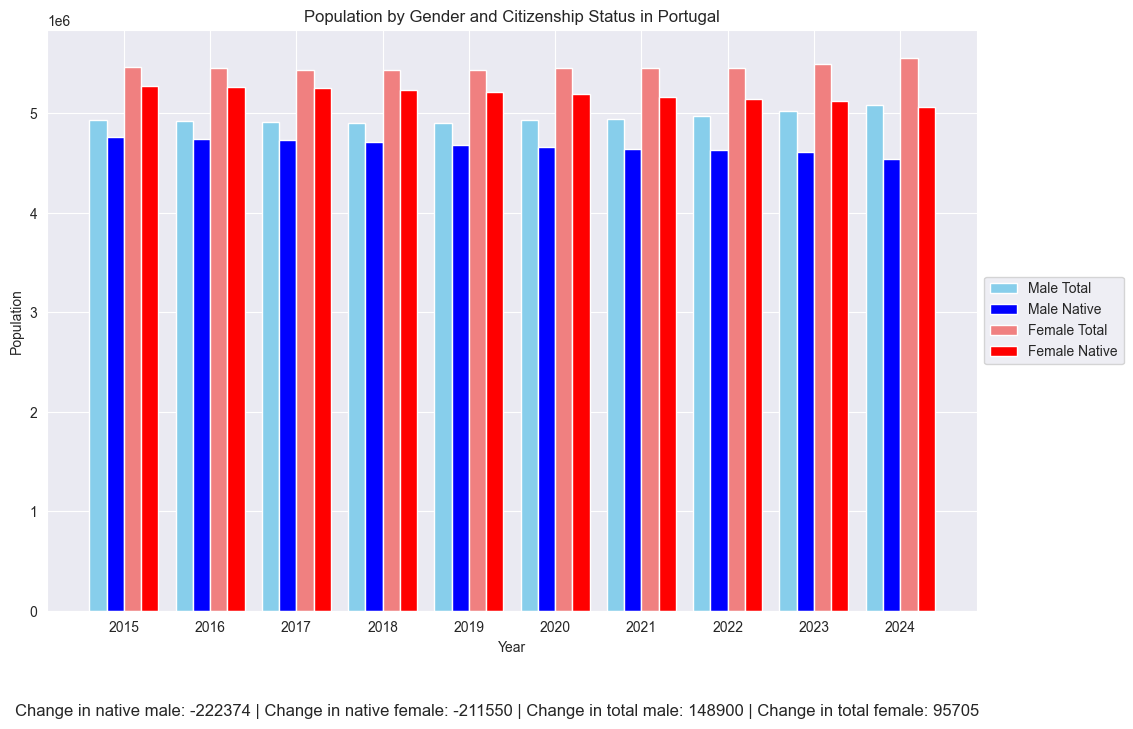 Population by Gender and Citizenship Status in Portugal
1e6
5
4
3
2
1
0
Population
2015 2016 2017 2018 2019 2020 2021 2022 2023 2024
Year
Male Total
Male Native
Female Total
Female Native
Change in native male: -222374 | Change in native female: -211550 | Change in total male: 148900 | Change in total female: 95705